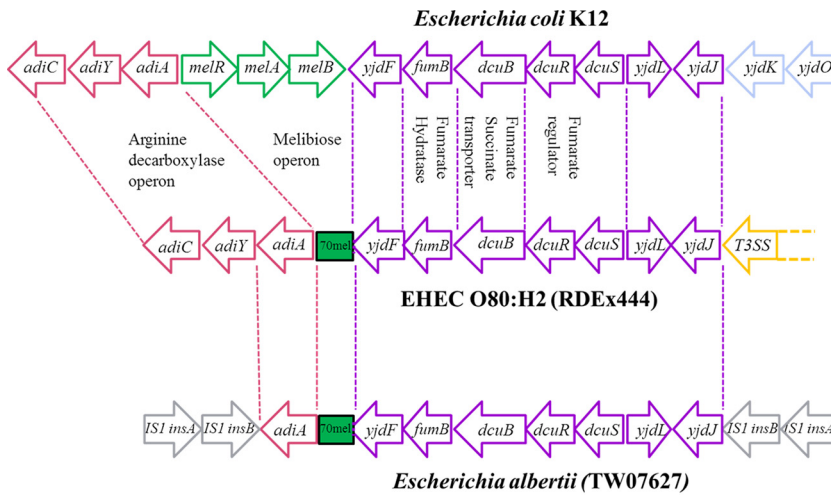 Escherichia coli K12
adiC adiY adiA melR melA melB yjdF fumB dcuB dcuR dcuS yjdL yjdJ yjdK yjdO
Arginine
decarboxylase
operon
Melibiose
operon
Fumarate
Hydratase
Fumarate
Succinate
transporter
Fumarate
regulator
adiC adiY adiA 70mel yjdF fumB dcuB dcuR dcuS yjdL yjdJ T3SS
EHEC O80:H2 (RDEx444)
IS1 insA IS1 insB adiA 70mel yjdF fumB dcuB dcuR dcuS yjdL yjdJ IS1 insB IS1 insA
Escherichia albertii (TW07627)